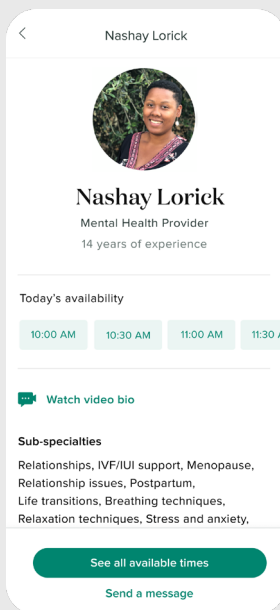 Nashay Lorick
Nashay Lorick
Mental Health Provider
14 years of experience
Today's availability
10:00 AM 10:30 AM 11:00 AM 11:30
Watch video bio
Sub-specialties
Relationships, IVF/IUI support, Menopause,
Relationship issues, Postpartum,
Life transitions, Breathing techniques,
Relaxation techniques, Stress and anxiety,
See all available times
Send a message